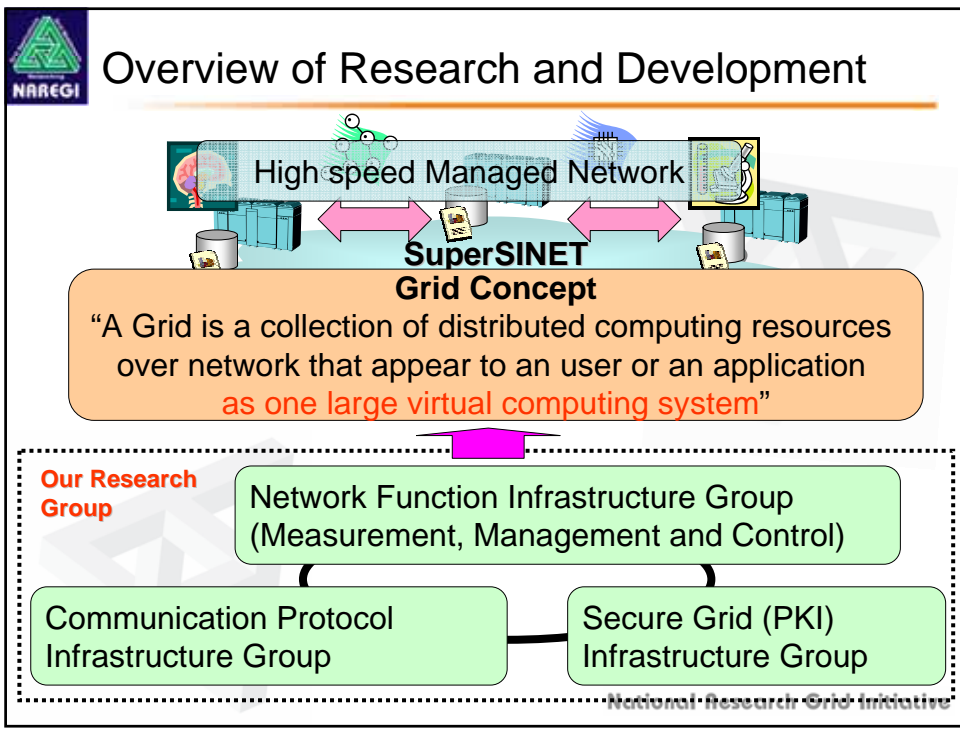 NAREGI
Overview of Research and Development
High speed Managed Network
SuperSINET
Grid Concept
“A Grid is a collection of distributed computing resources
over network that appear to an user or an application
as one large virtual computing system”
Our Research
Group
Network Function Infrastructure Group
(Measurement, Management and Control)
Communication Protocol
Infrastructure Group
Secure Grid (PKI)
Infrastructure Group
National Research Grid Initiative